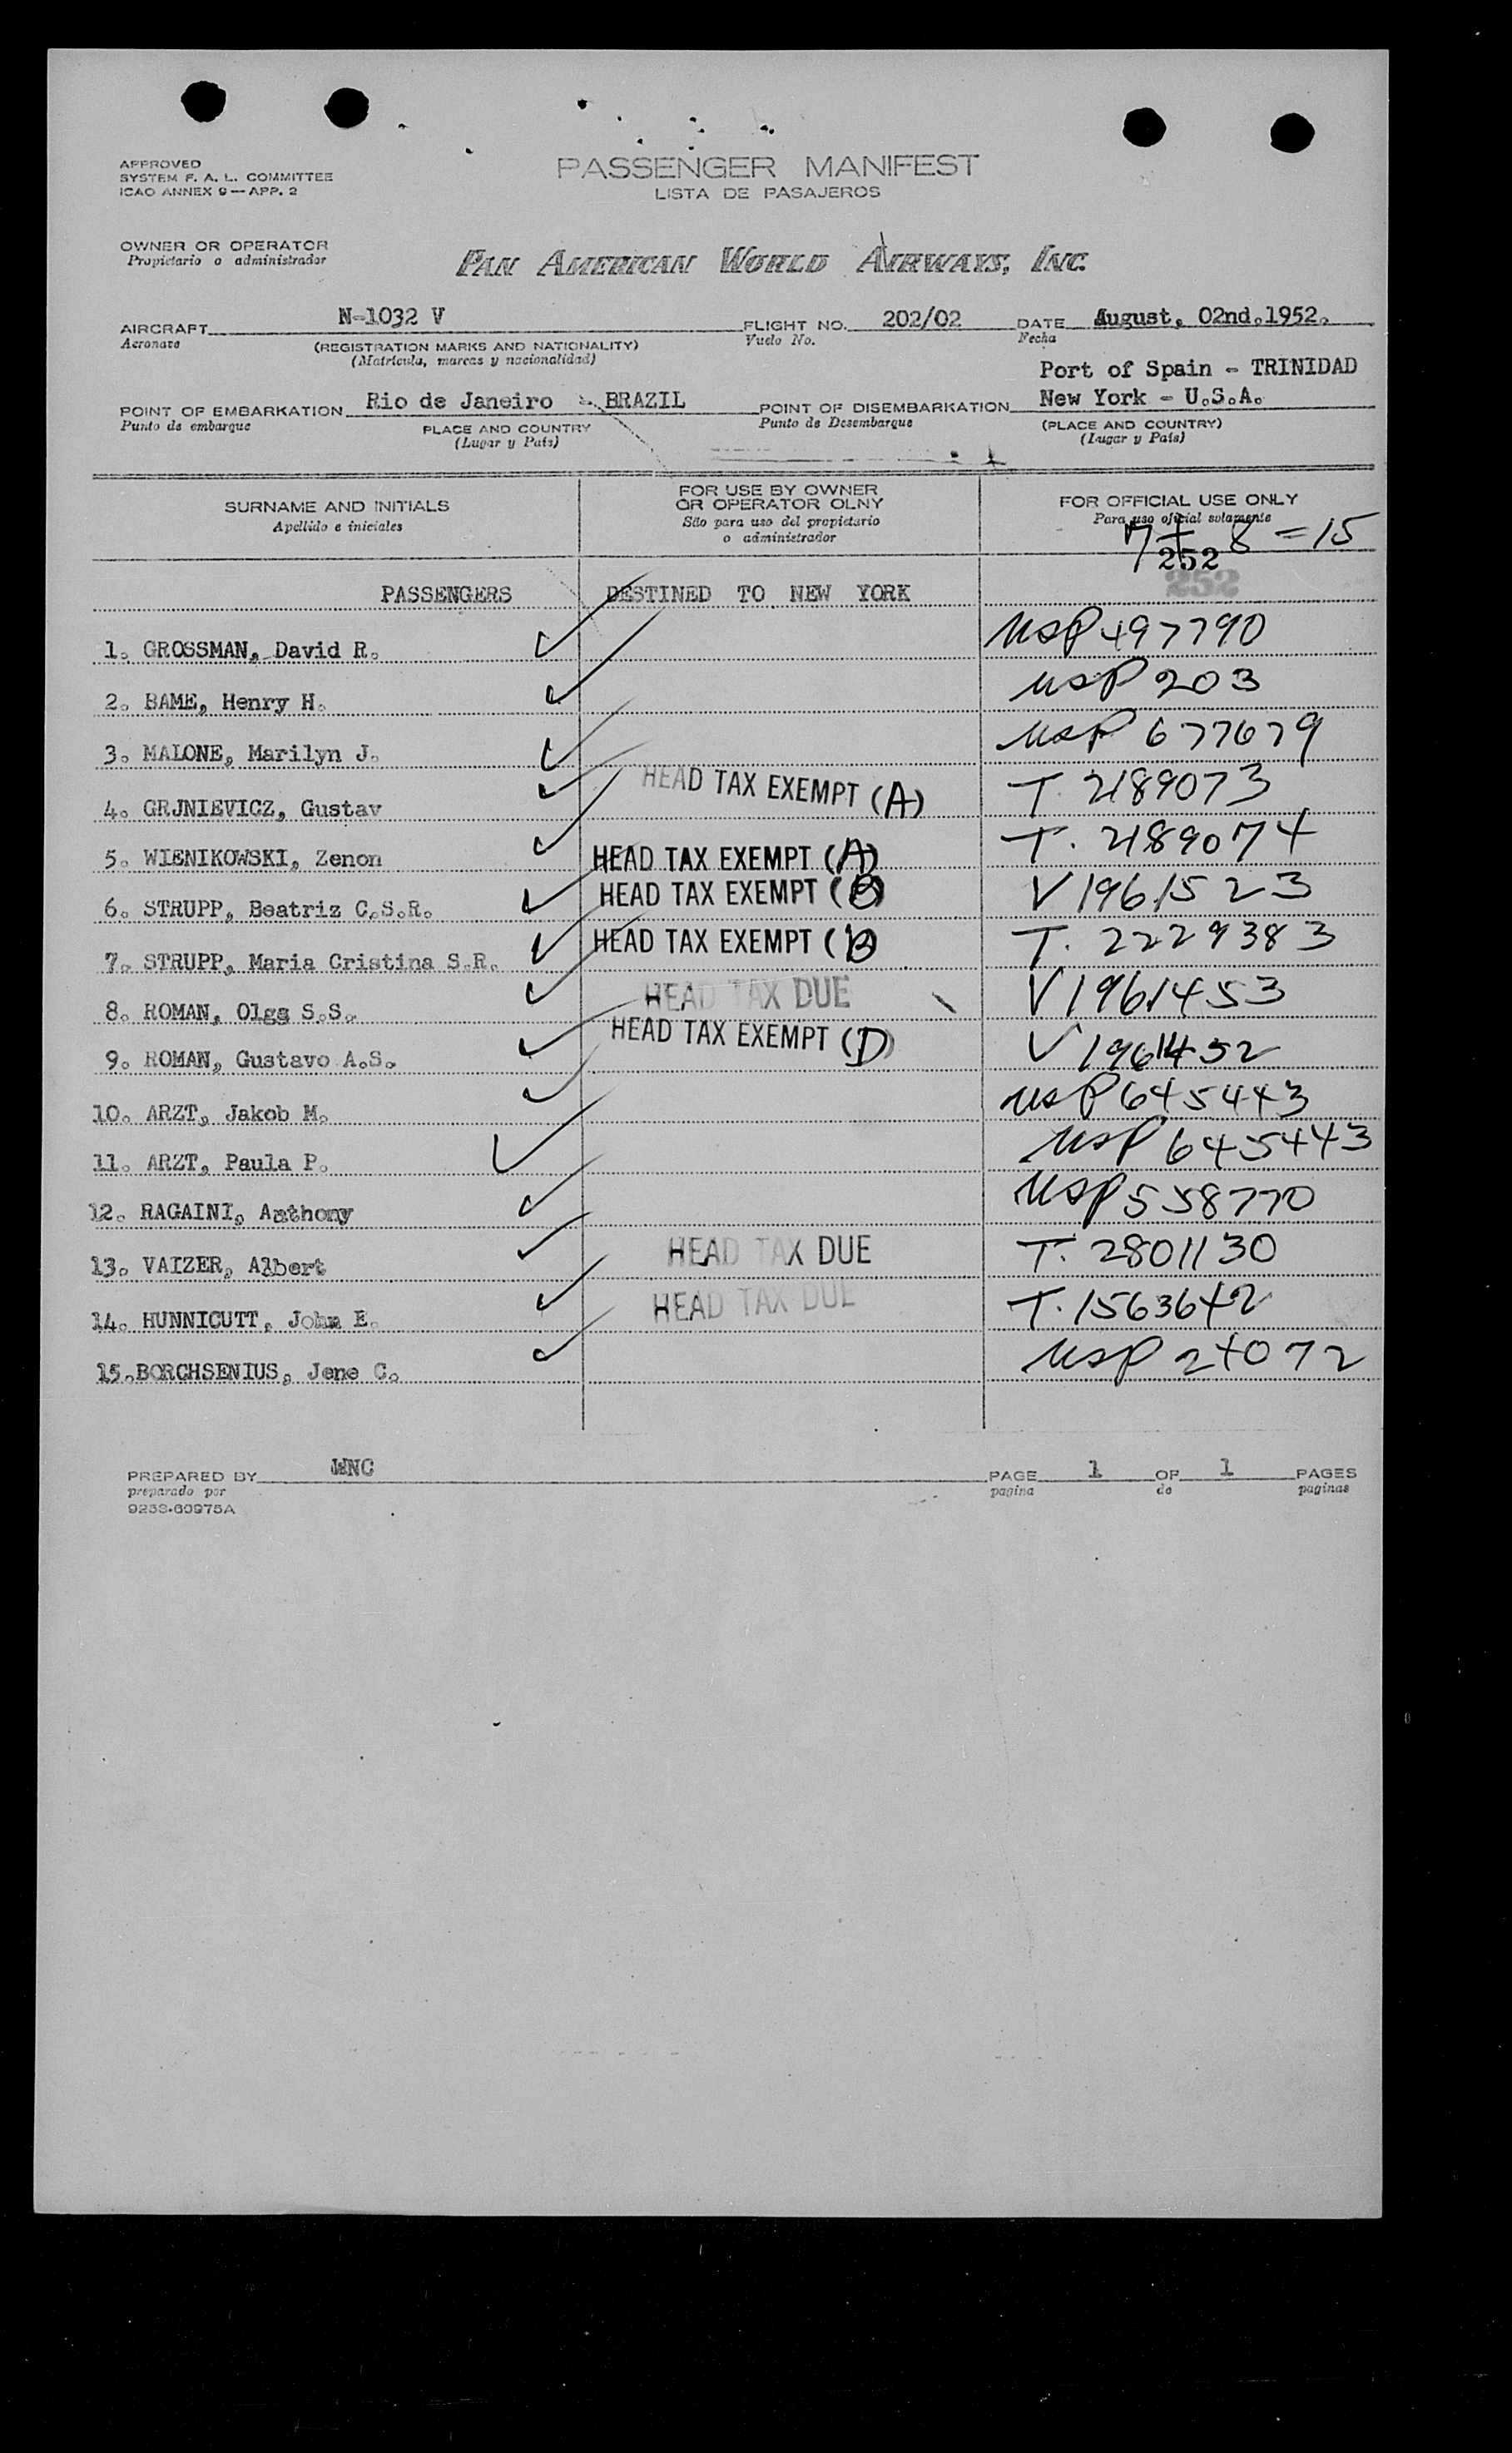 APPROVED
SYSTEM F. A. L. COMMITTEE
ICAO ANNEX 9 — APP. 2
PASSENGER MANIFEST
LISTA DE PASAJEROS
OWNER OR OPERATOR
Propietario o administrador
PAN AMERICAN WORLD AIRWAYS, INC.
AIRCRAFT N-1032 V FLIGHT NO. 202/02 DATE August, 02nd.1952.
Aeronave (REGISTRATION MARKS AND NATIONALITY) Vuelo No. Fecha
(Matricula, marcas y nacionalidad)
Port of Spain - TRINIDAD
POINT OF EMBARKATION Rio de Janeiro - BRAZIL POINT OF DISEMBARKATION New York - U.S.A.
Punto de embarque PLACE AND COUNTRY Punto de Desembarque (PLACE AND COUNTRY)
(Lugar y País) (Lugar y País)
SURNAME AND INITIALS FOR USE BY OWNER OR OPERATOR OLNY FOR OFFICIAL USE ONLY
Apellido e iniciales Sòo para uso del propietario o administrador Para uso oficial solamente
7 + 8 = 15
252
252
PASSENGERS DESTINED TO NEW YORK
1. GROSSMAN, David R. USP 497790
2. BAME, Henry H. USP 203
3. MALONE, Marilyn J. USP 677679
4. GRJNIEVICZ, Gustav HEAD TAX EXEMPT (A) T. 2189073
5. WIENIKOWSKI, Zenon HEAD TAX EXEMPT (A) T. 2189074
6. STRUPP, Beatriz C.S.R. HEAD TAX EXEMPT (B) V 1961523
7. STRUPP, Maria Cristina S.R. HEAD TAX EXEMPT (B) T. 2229383
8. ROMAN, Olga S.S. HEAD TAX DUE V 1961453
9. ROMAN, Gustavo A.S. HEAD TAX EXEMPT (D) V 1961452
10. ARZT, Jakob M. USP 645443
11. ARZT, Paula P. USP 645443
12. RAGAINI, Anthony USP 558770
13. VAIZER, Albert HEAD TAX DUE T. 2801130
14. HUNNICUTT, John E. HEAD TAX DUE T. 1563642
15.BORCHSENIUS, Jene C. USP 24072
PREPARED BY WNC PAGE 1 OF 1 PAGES
preparado por pagina de paginas
9238-60975A